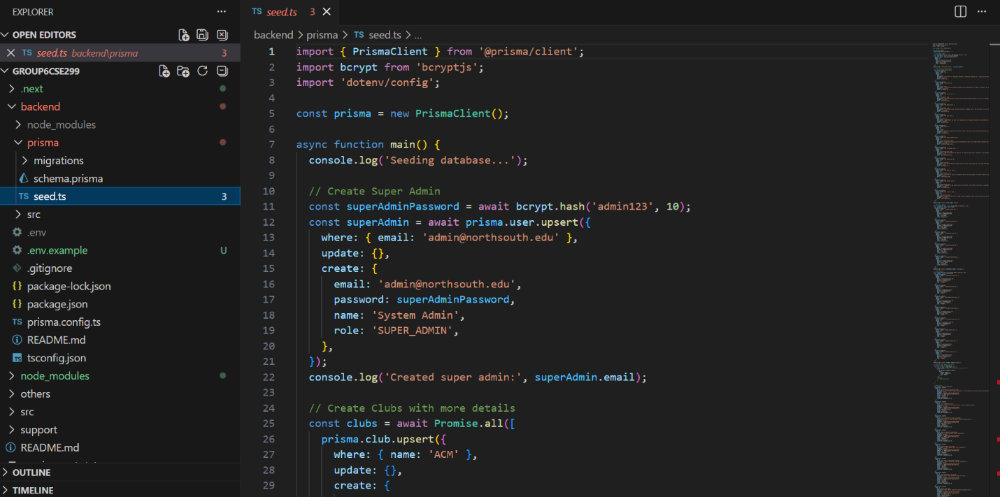 EXPLORER
OPEN EDITORS
TS seed.ts backend\prisma 3
GROUP6CSE299
.next
backend
node_modules
prisma
migrations
schema.prisma
TS seed.ts 3
src
.env
.env.example U
.gitignore
{} package-lock.json
{} package.json
TS prisma.config.ts
README.md
TS tsconfig.json
node_modules
others
src
support
README.md
OUTLINE
TIMELINE
TS seed.ts 3
backend > prisma > TS seed.ts > ...
1 import { PrismaClient } from '@prisma/client';
2 import bcrypt from 'bcryptjs';
3 import 'dotenv/config';
4
5 const prisma = new PrismaClient();
6
7 async function main() {
8 console.log('Seeding database...');
9
10 // Create Super Admin
11 const superAdminPassword = await bcrypt.hash('admin123', 10);
12 const superAdmin = await prisma.user.upsert({
13 where: { email: 'admin@northsouth.edu' },
14 update: {},
15 create: {
16 email: 'admin@northsouth.edu',
17 password: superAdminPassword,
18 name: 'System Admin',
19 role: 'SUPER_ADMIN',
20 },
21 });
22 console.log('Created super admin:', superAdmin.email);
23
24 // Create Clubs with more details
25 const clubs = await Promise.all([
26 prisma.club.upsert({
27 where: { name: 'ACM' },
28 update: {},
29 create: {